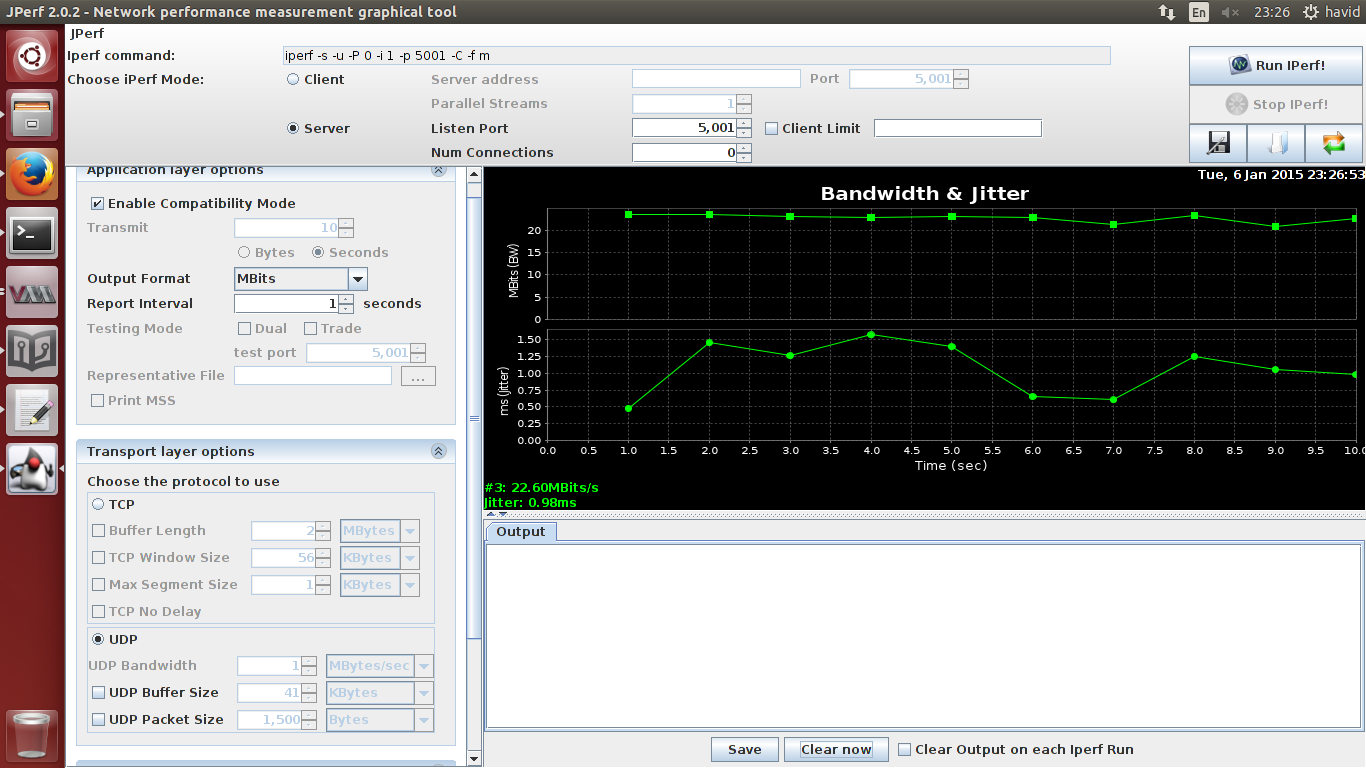 JPerf 2.0.2 - Network performance measurement graphical tool
En 23:26 havid
JPerf
Iperf command: iperf -s -u -P 0 -i 1 -p 5001 -C -f m
Choose iPerf Mode: Client Server address Port 5,001
Parallel Streams 1
Server Listen Port 5,001 Client Limit
Num Connections 0
Run IPerf!
Stop IPerf!
Application layer options
Enable Compatibility Mode
Transmit 10
Bytes Seconds
Output Format MBits
Report Interval 1 seconds
Testing Mode Dual Trade
test port 5,001
Representative File ...
Print MSS
Transport layer options
Choose the protocol to use
TCP
Buffer Length 2 MBytes
TCP Window Size 56 KBytes
Max Segment Size 1 KBytes
TCP No Delay
UDP
UDP Bandwidth 1 MBytes/sec
UDP Buffer Size 41 KBytes
UDP Packet Size 1,500 Bytes
Tue, 6 Jan 2015 23:26:53
Bandwidth & Jitter
MBits (BW)
20
15
10
5
0
ms (Jitter)
1.50
1.25
1.00
0.75
0.50
0.25
0.00
0.0 0.5 1.0 1.5 2.0 2.5 3.0 3.5 4.0 4.5 5.0 5.5 6.0 6.5 7.0 7.5 8.0 8.5 9.0 9.5 10.0
Time (sec)
#3: 22.60MBits/s
Jitter: 0.98ms
Output
Save Clear now Clear Output on each Iperf Run